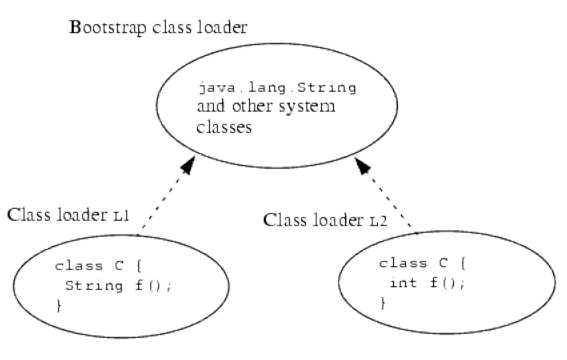 Bootstrap class loader
java.lang.String
and other system
classes
Class loader L1
Class loader L2
class C {
String f();
}
class C {
int f();
}